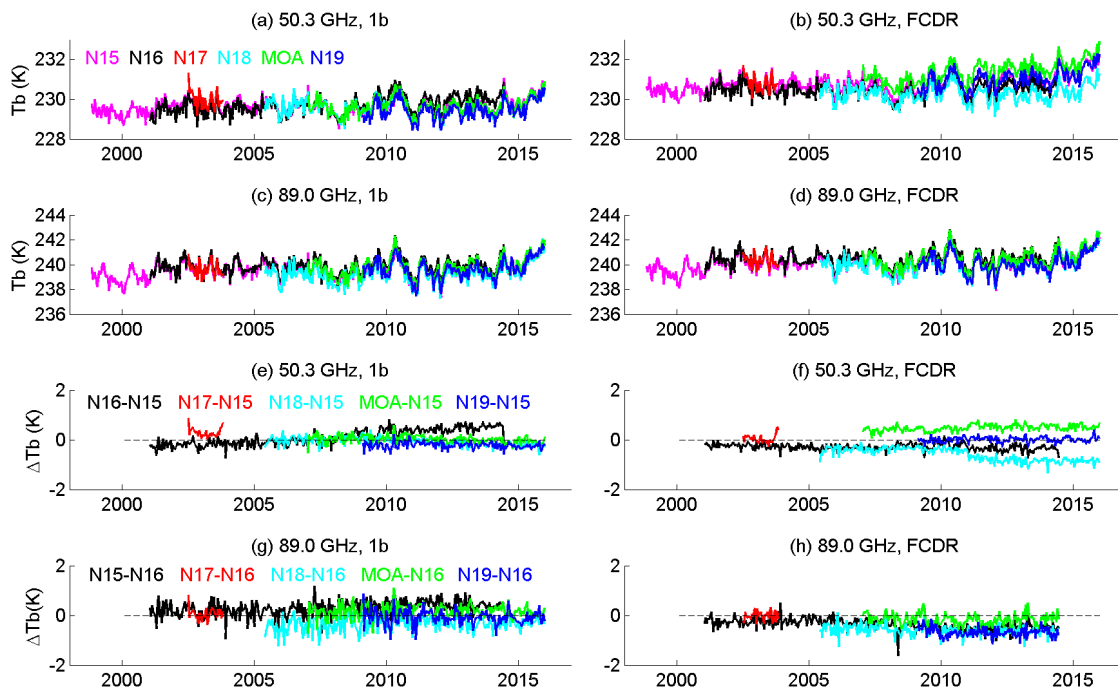 (a) 50.3 GHz, 1b
N15 N16 N17 N18 MOA N19
Tb (K)
232
230
228
2000 2005 2010 2015
(b) 50.3 GHz, FCDR
Tb (K)
232
230
228
2000 2005 2010 2015
(c) 89.0 GHz, 1b
Tb (K)
244
242
240
238
236
2000 2005 2010 2015
(d) 89.0 GHz, FCDR
Tb (K)
244
242
240
238
236
2000 2005 2010 2015
(e) 50.3 GHz, 1b
N16-N15 N17-N15 N18-N15 MOA-N15 N19-N15
ΔTb (K)
2
0
-2
2000 2005 2010 2015
(f) 50.3 GHz, FCDR
2
0
-2
2000 2005 2010 2015
(g) 89.0 GHz, 1b
N15-N16 N17-N16 N18-N16 MOA-N16 N19-N16
ΔTb(K)
2
0
-2
2000 2005 2010 2015
(h) 89.0 GHz, FCDR
2
0
-2
2000 2005 2010 2015